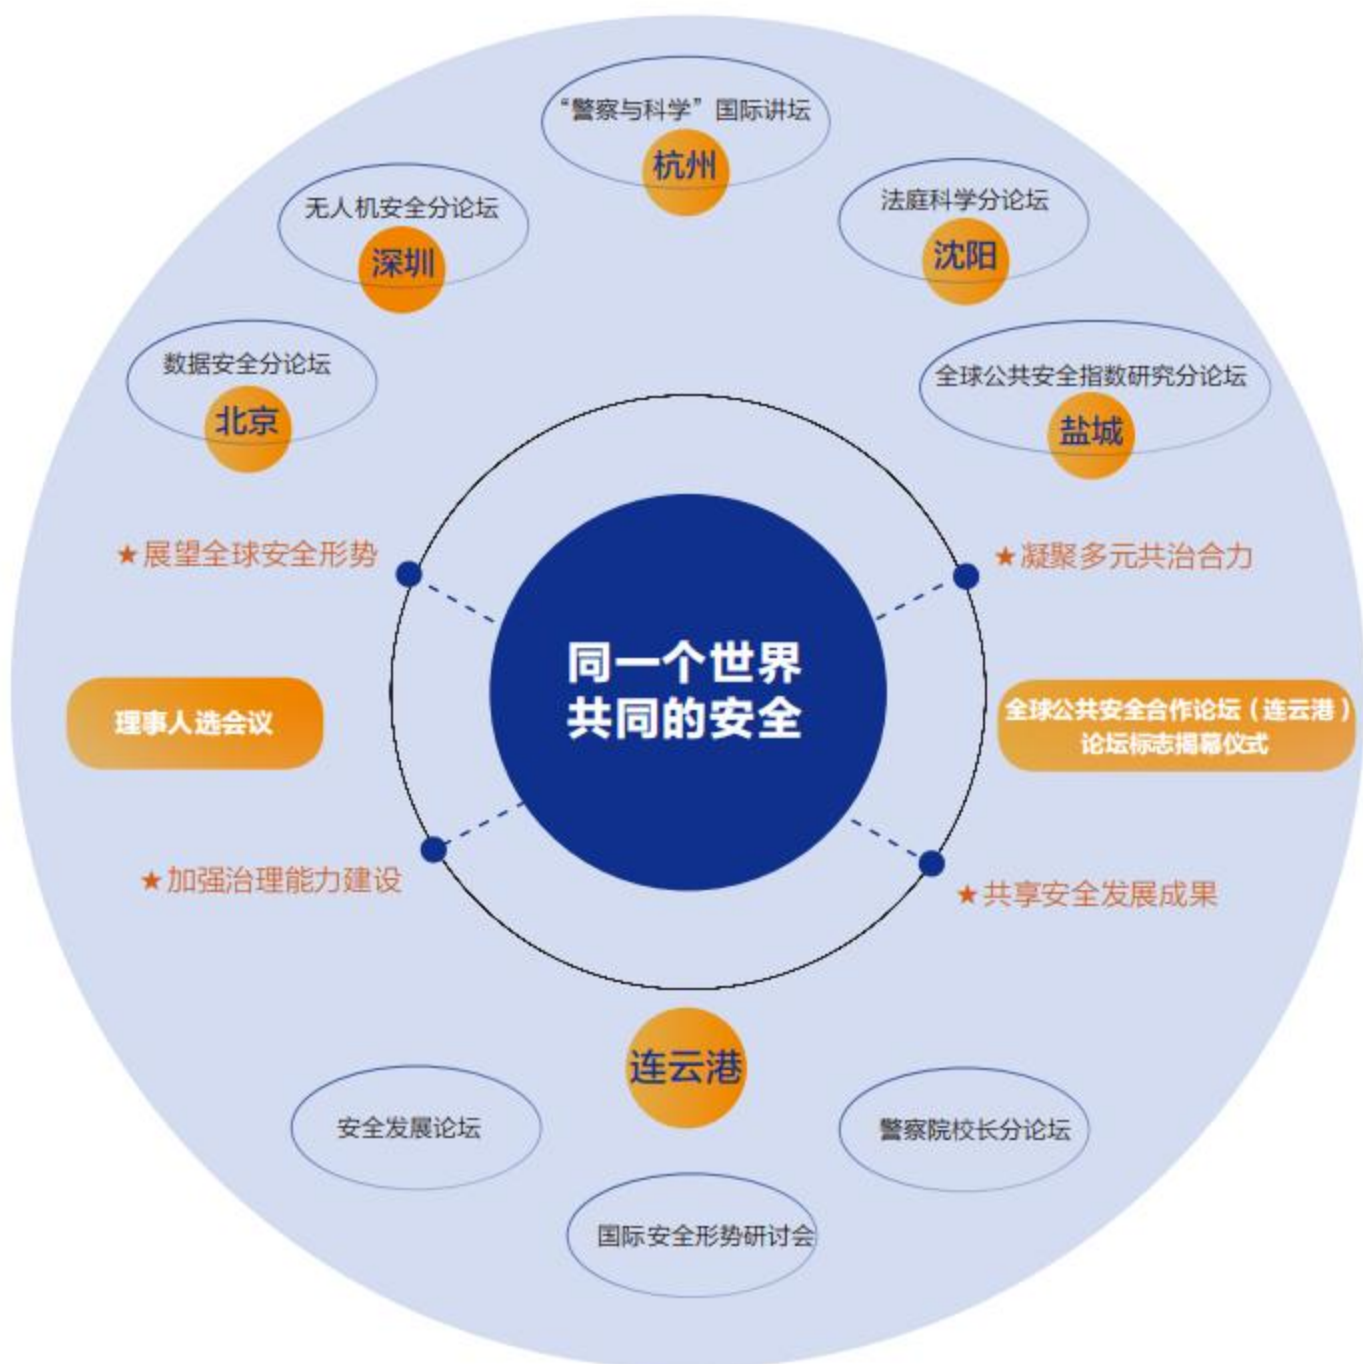 “警察与科学”国际讲坛
杭州
无人机安全分论坛
深圳
法庭科学分论坛
沈阳
数据安全分论坛
北京
全球公共安全指数研究分论坛
盐城
★展望全球安全形势
★凝聚多元共治合力
同一个世界
共同的安全
理事人选会议
全球公共安全合作论坛（连云港）
论坛标志揭幕仪式
★加强治理能力建设
★共享安全发展成果
连云港
安全发展论坛
警察院校长分论坛
国际安全形势研讨会